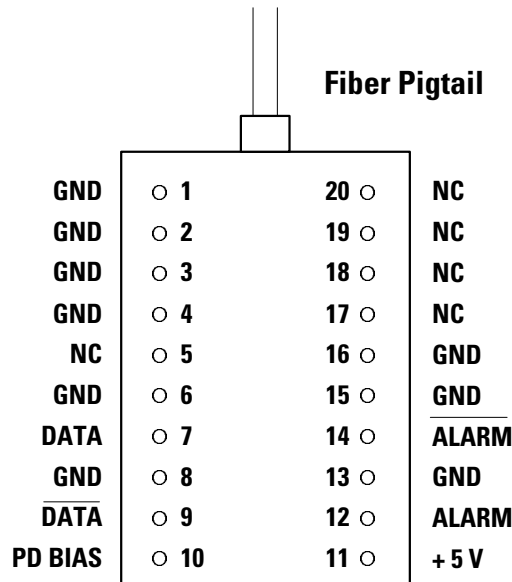 Fiber Pigtail
GND 1 20 NC
GND 2 19 NC
GND 3 18 NC
GND 4 17 NC
NC 5 16 GND
GND 6 15 GND
DATA 7 14 A̅L̅A̅R̅M̅
GND 8 13 GND
D̅A̅T̅A̅ 9 12 ALARM
PD BIAS 10 11 + 5 V